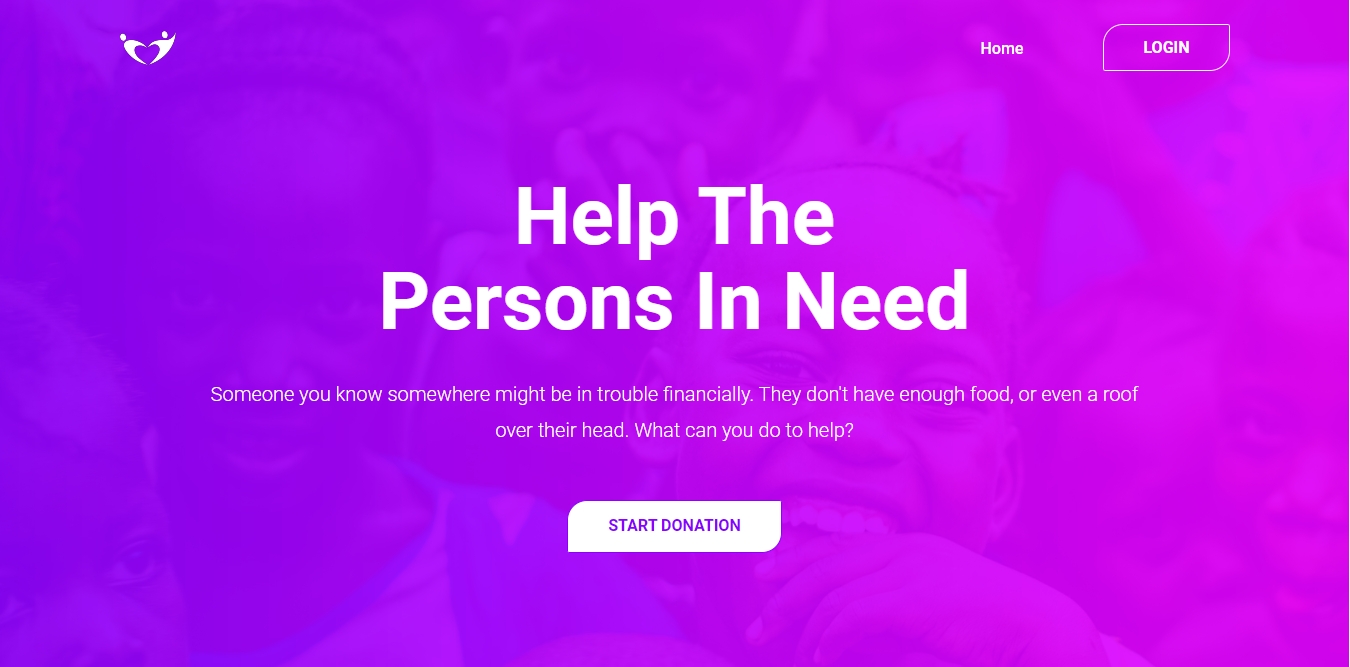 Home
LOGIN
Help The
Persons In Need
Someone you know somewhere might be in trouble financially. They don't have enough food, or even a roof
over their head. What can you do to help?
START DONATION